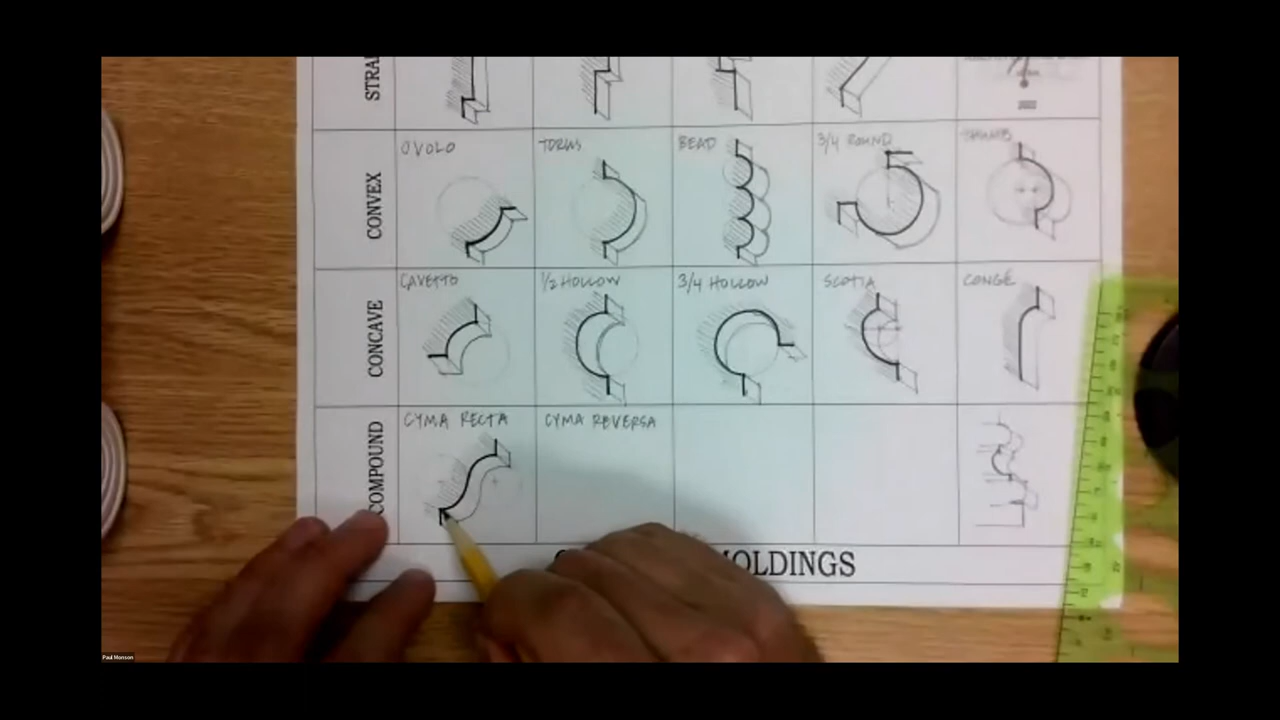 STRA
CONVEX
OVOLO
TORUS
BEAD
3/4 ROUND
THUMB
CONCAVE
CAVETTO
1/2 HOLLOW
3/4 HOLLOW
SCOTIA
CONGÉ
COMPOUND
CYMA RECTA
CYMA REVERSA
OLDINGS
Paul Monson